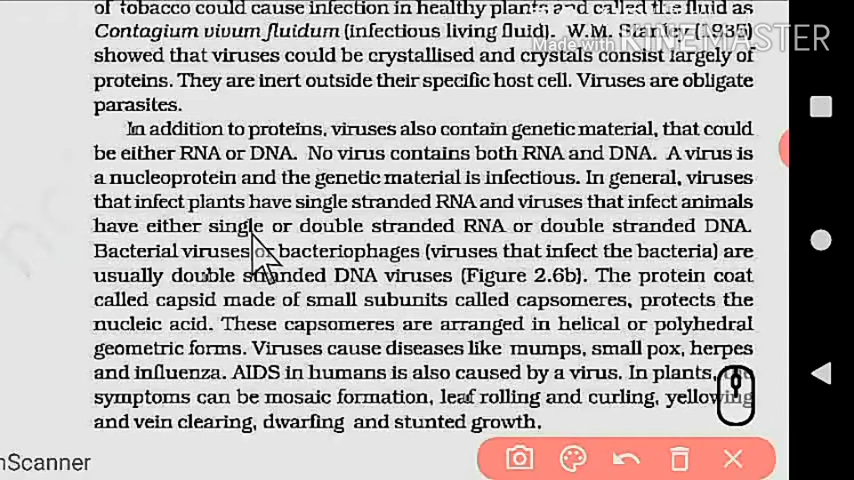 of tobacco could cause infection in healthy plants and called the fluid as
Contagium vivum fluidum (infectious living fluid). W.M. Stanley (1935)
Made with KINEMASTER
showed that viruses could be crystallised and crystals consist largely of
proteins. They are inert outside their specific host cell. Viruses are obligate
parasites.
In addition to proteins, viruses also contain genetic material, that could
be either RNA or DNA. No virus contains both RNA and DNA. A virus is
a nucleoprotein and the genetic material is infectious. In general, viruses
that infect plants have single stranded RNA and viruses that infect animals
have either single or double stranded RNA or double stranded DNA.
Bacterial viruses or bacteriophages (viruses that infect the bacteria) are
usually double stranded DNA viruses (Figure 2.6b). The protein coat
called capsid made of small subunits called capsomeres, protects the
nucleic acid. These capsomeres are arranged in helical or polyhedral
geometric forms. Viruses cause diseases like mumps, small pox, herpes
and influenza. AIDS in humans is also caused by a virus. In plants, the
symptoms can be mosaic formation, leaf rolling and curling, yellowing
and vein clearing, dwarfing and stunted growth.
nScanner